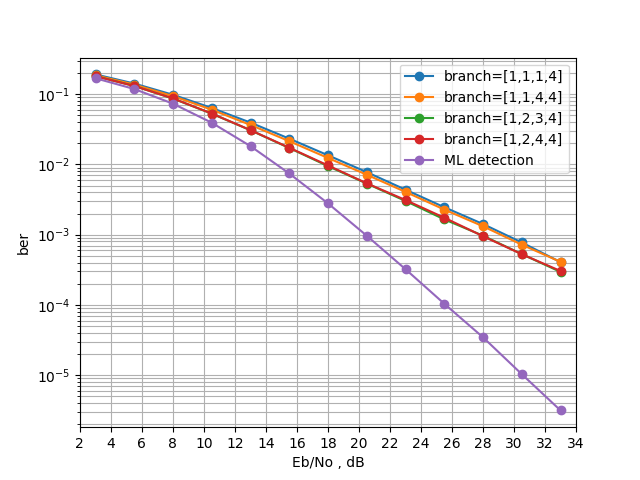 branch=[1,1,1,4]
branch=[1,1,4,4]
branch=[1,2,3,4]
branch=[1,2,4,4]
ML detection
10⁻¹
10⁻²
10⁻³
10⁻⁴
10⁻⁵
ber
2 4 6 8 10 12 14 16 18 20 22 24 26 28 30 32 34
Eb/No , dB